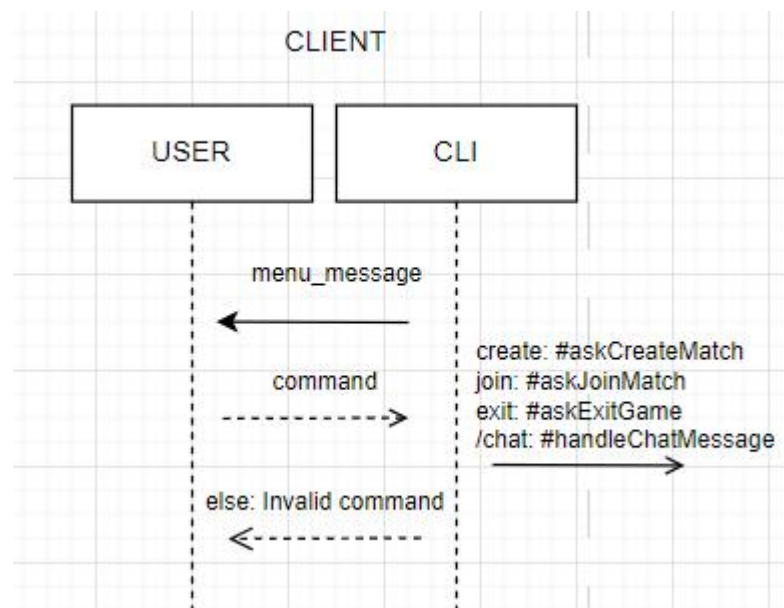 CLIENT
USER
CLI
menu_message
create: #askCreateMatch
join: #askJoinMatch
command
exit: #askExitGame
/chat: #handleChatMessage
else: Invalid command